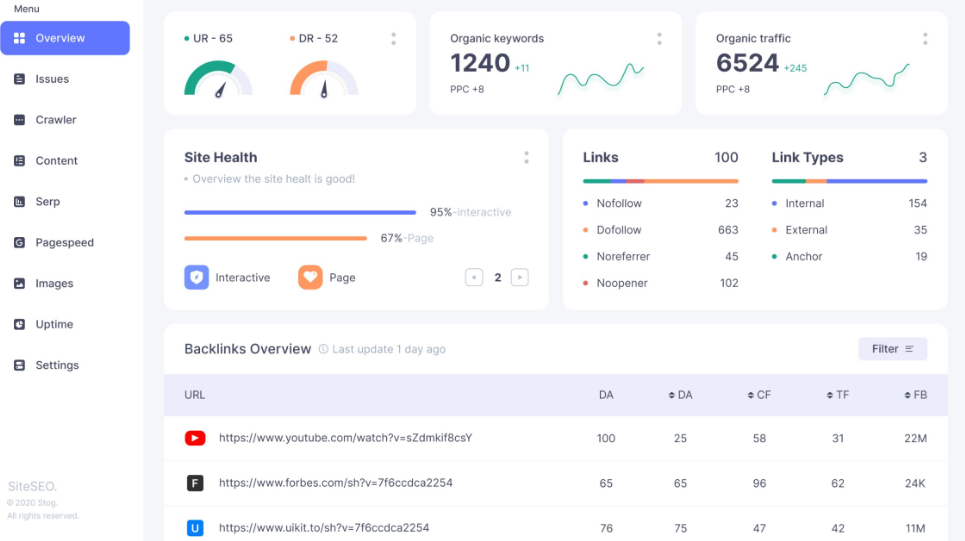 Menu
Overview
Issues
Crawler
Content
Serp
Pagespeed
Images
Uptime
Settings
SiteSEO.
© 2020 Stog.
All rights reserved.
UR - 65
DR - 52
Organic keywords
1240 +11
PPC +8
Organic traffic
6524 +245
PPC +8
Site Health
• Overview the site healt is good!
95%-interactive
67%-Page
Interactive
Page
2
Links 100
Nofollow 23
Dofollow 663
Noreferrer 45
Noopener 102
Link Types 3
Internal 154
External 35
Anchor 19
Backlinks Overview Last update 1 day ago
Filter
URL DA DA CF TF FB
https://www.youtube.com/watch?v=sZdmkif8csY 100 25 58 31 22M
F https://www.forbes.com/sh?v=7f6ccdca2254 65 65 96 62 24K
U https://www.uikit.to/sh?v=7f6ccdca2254 76 75 47 42 11M